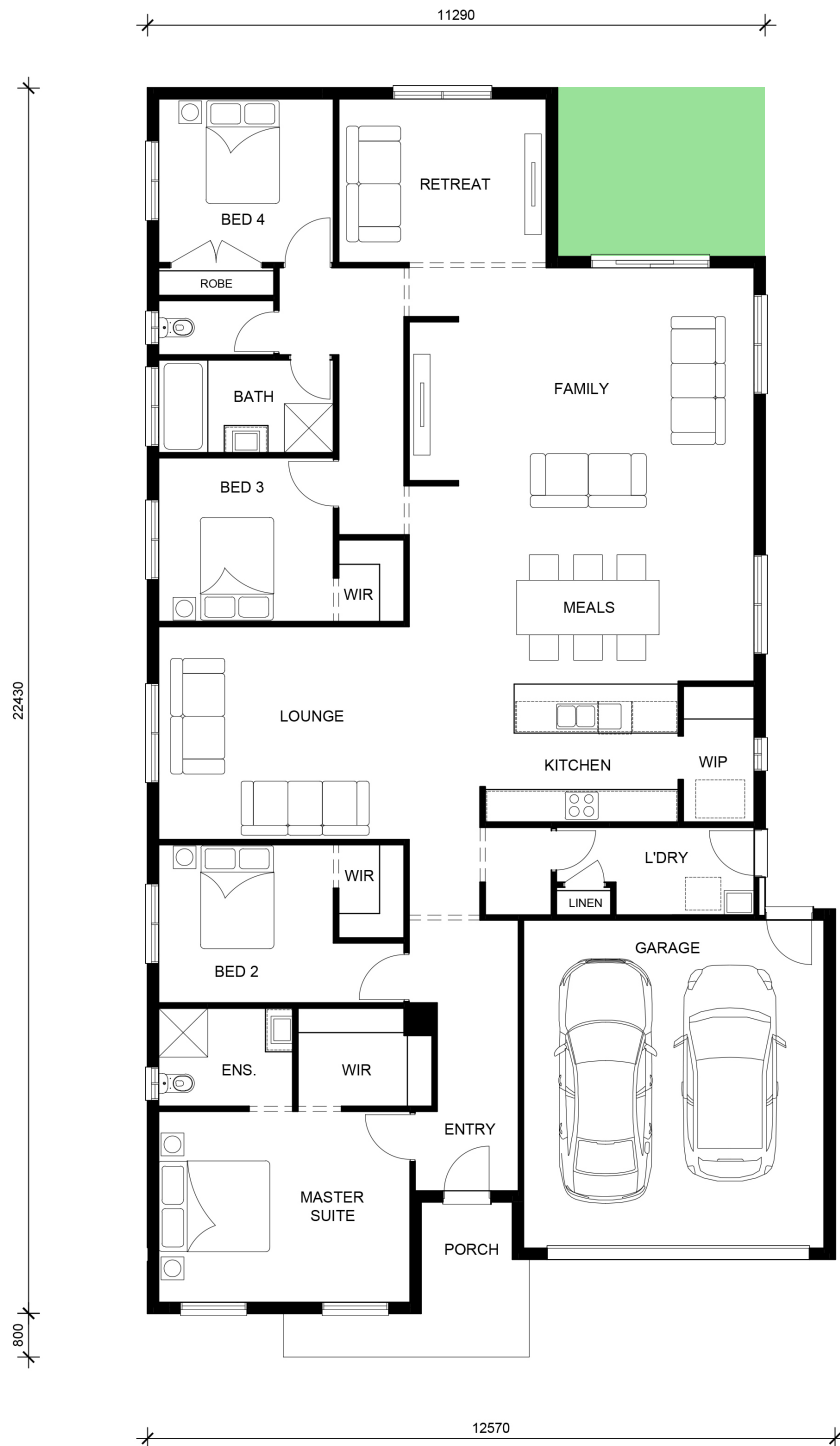 11290
RETREAT
BED 4
ROBE
BATH
FAMILY
BED 3
WIR
MEALS
22430
LOUNGE
KITCHEN
WIP
L'DRY
WIR
LINEN
BED 2
GARAGE
ENS.
WIR
ENTRY
MASTER
SUITE
PORCH
800
12570